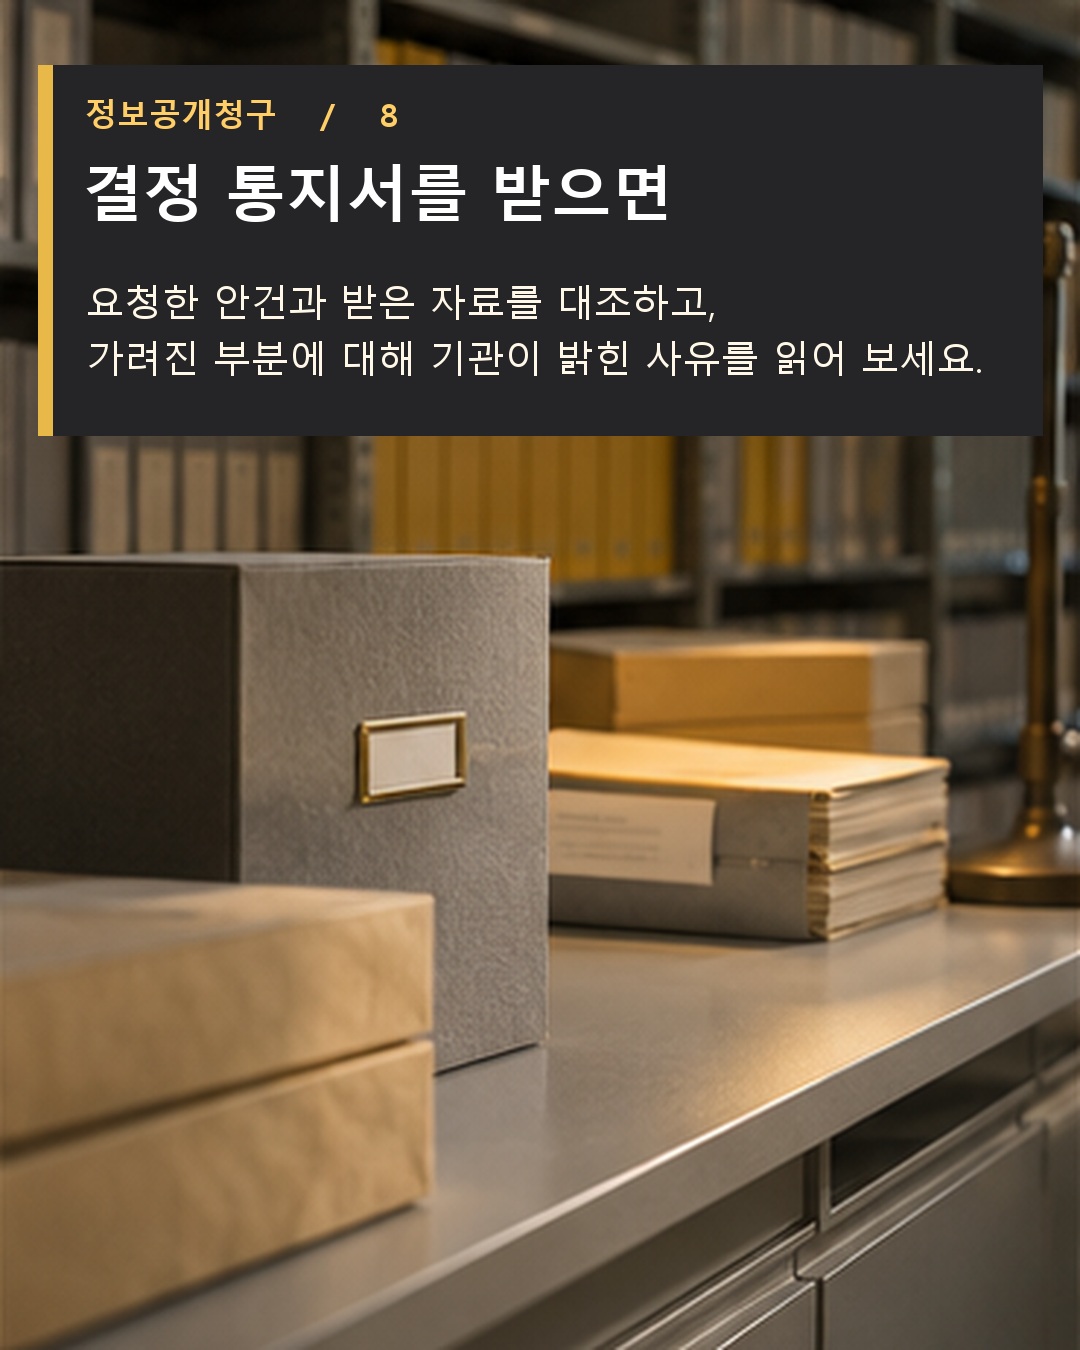 정보공개청구 / 8
결정 통지서를 받으면
요청한 안건과 받은 자료를 대조하고,
가려진 부분에 대해 기관이 밝힌 사유를 읽어 보세요.